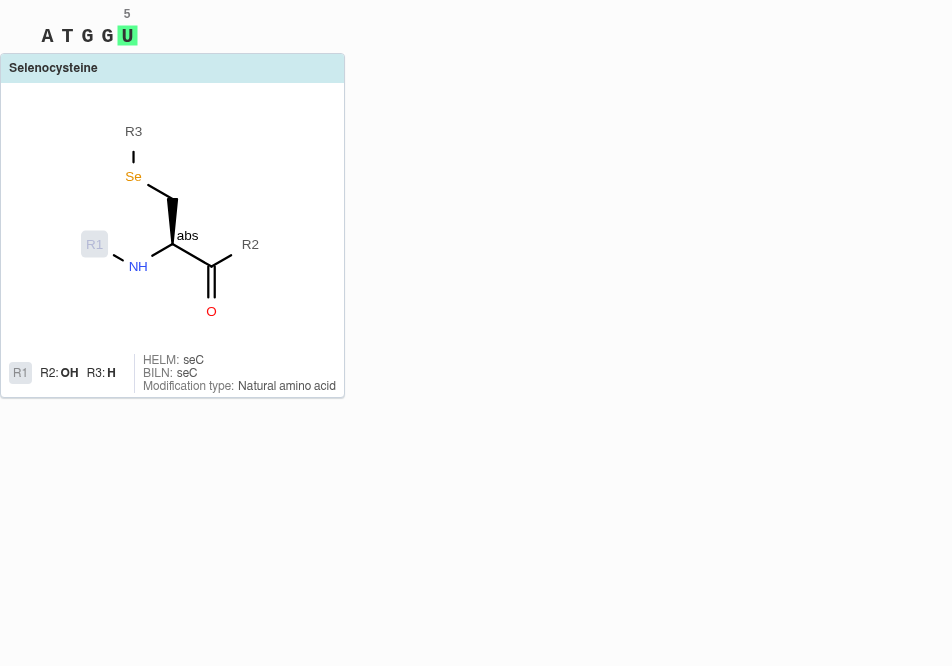 5
A T G G U
Selenocysteine
R3
Se
abs
R1
R2
NH
O
R1 R2: OH R3: H
HELM: seC
BILN: seC
Modification type: Natural amino acid